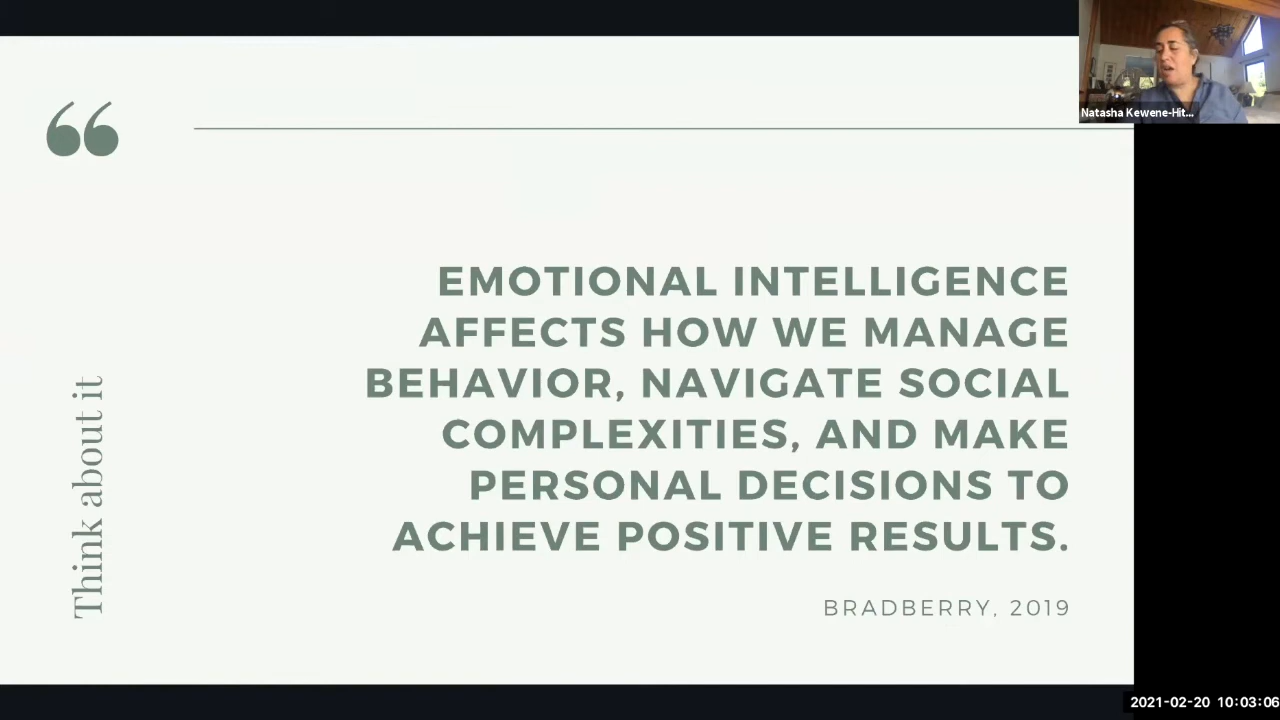 Natasha Kewene-Hit...
“
EMOTIONAL INTELLIGENCE
AFFECTS HOW WE MANAGE
BEHAVIOR, NAVIGATE SOCIAL
COMPLEXITIES, AND MAKE
PERSONAL DECISIONS TO
ACHIEVE POSITIVE RESULTS.
BRADBERRY, 2019
Think about it
2021-02-20 10:03:06